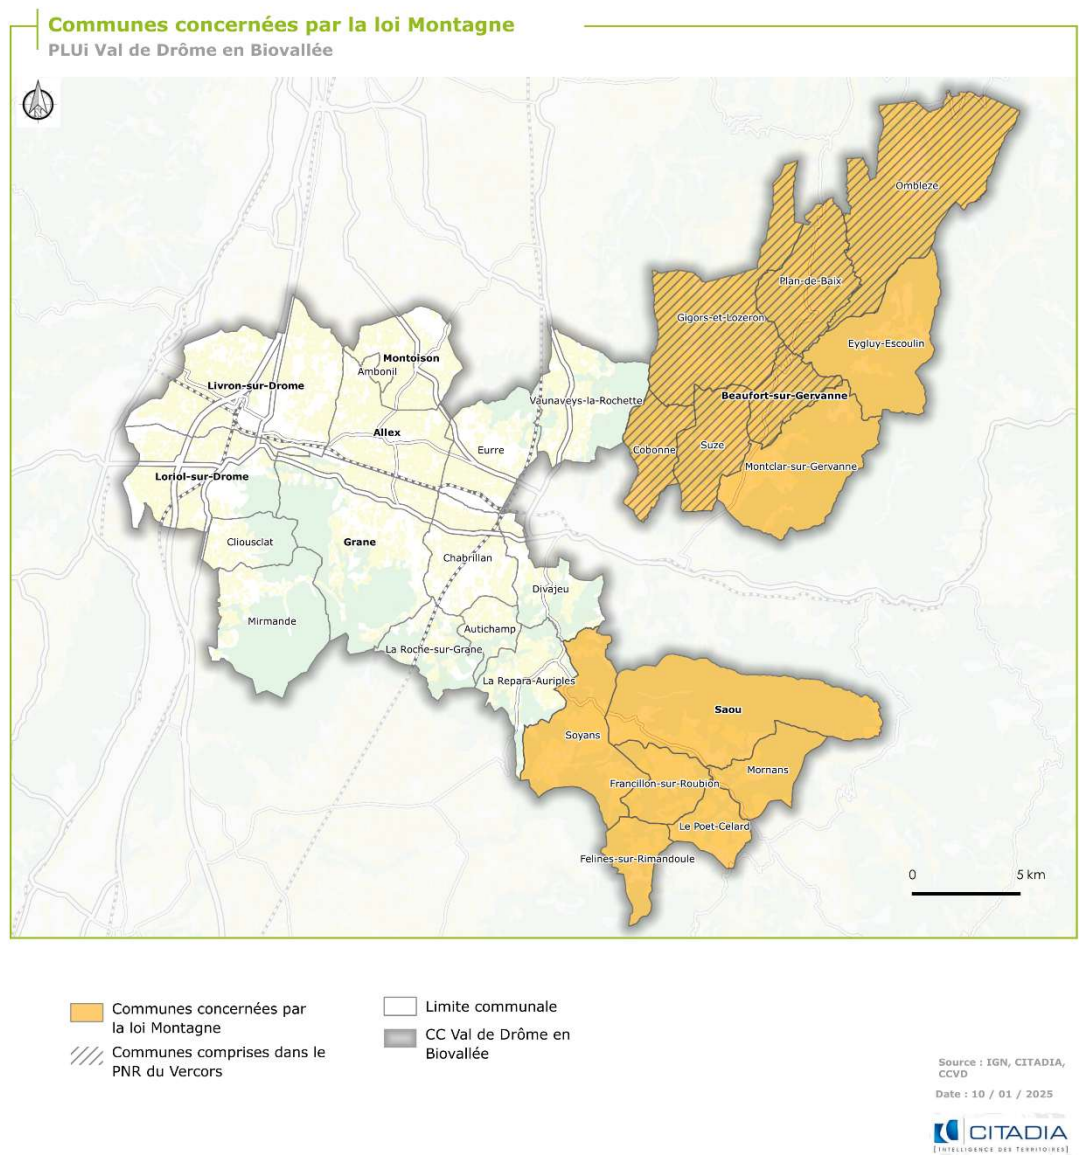 Communes concernées par la loi Montagne
PLUi Val de Drôme en Biovallée
Omblèze
Plan-de-Baix
Gigors-et-Lozeron
Eygluy-Escoulin
Montoison
Ambonil
Livron-sur-Drome
Vaunaveys-la-Rochette
Beaufort-sur-Gervanne
Allex
Suze
Eurre
Cobonne
Montclar-sur-Gervanne
Loriol-sur-Drome
Cliousclat
Grane
Chabrillan
Divajeu
Mirmande
Autichamp
La Roche-sur-Grane
La Repara-Auriples
Saou
Soyans
Mornans
Francillon-sur-Roubion
Le Poet-Celard
Felines-sur-Rimandoule
0 5 km
Communes concernées par
la loi Montagne
Communes comprises dans le
PNR du Vercors
Limite communale
CC Val de Drôme en
Biovallée
Source : IGN, CITADIA,
CCVD
Date : 10 / 01 / 2025
CITADIA
[INTELLIGENCE DES TERRITOIRES]